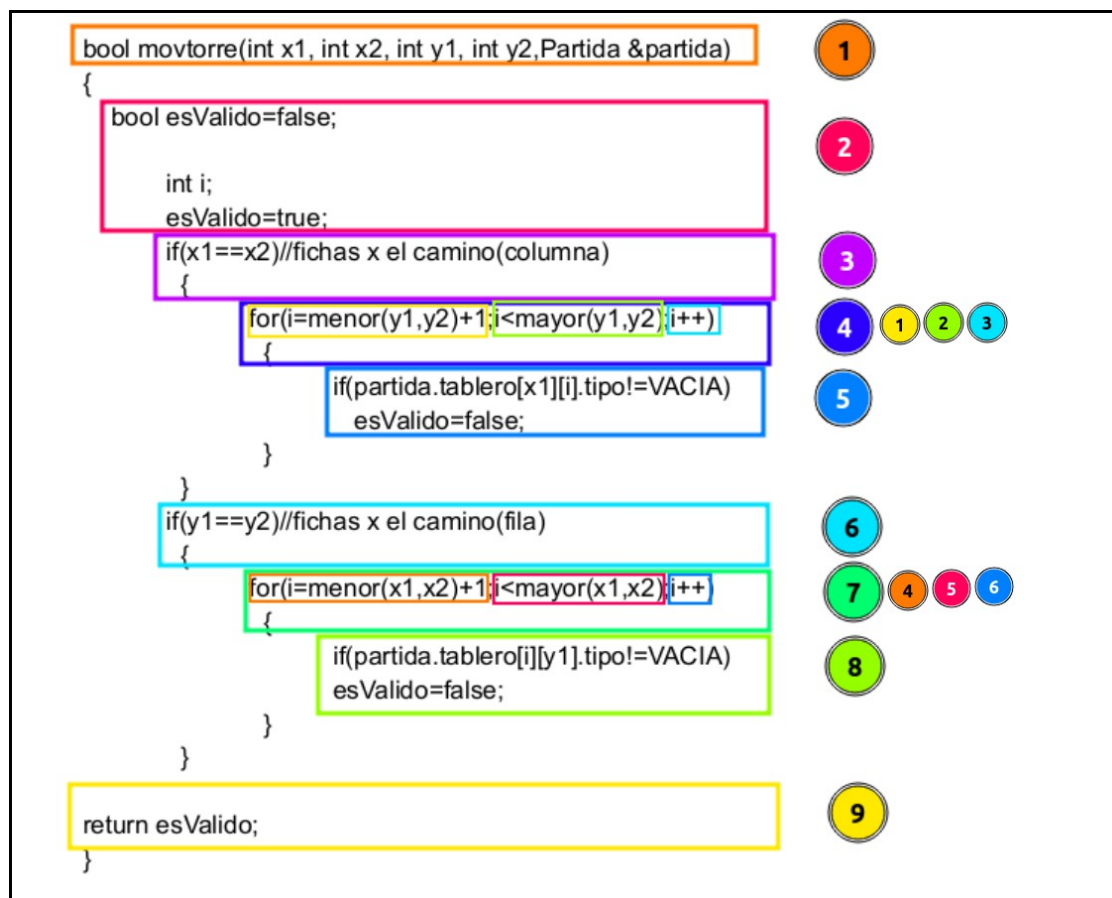 bool movtorre(int x1, int x2, int y1, int y2,Partida &partida) 1
{
bool esValido=false;
2
int i;
esValido=true;
if(x1==x2)//fichas x el camino(columna) 3
{
for(i=menor(y1,y2)+1;i<mayor(y1,y2);i++) 4 1 2 3
{
if(partida.tablero[x1][i].tipo!=VACIA) 5
esValido=false;
}
}
if(y1==y2)//fichas x el camino(fila) 6
{
for(i=menor(x1,x2)+1;i<mayor(x1,x2);i++) 7 4 5 6
{
if(partida.tablero[i][y1].tipo!=VACIA) 8
esValido=false;
}
}
return esValido; 9
}